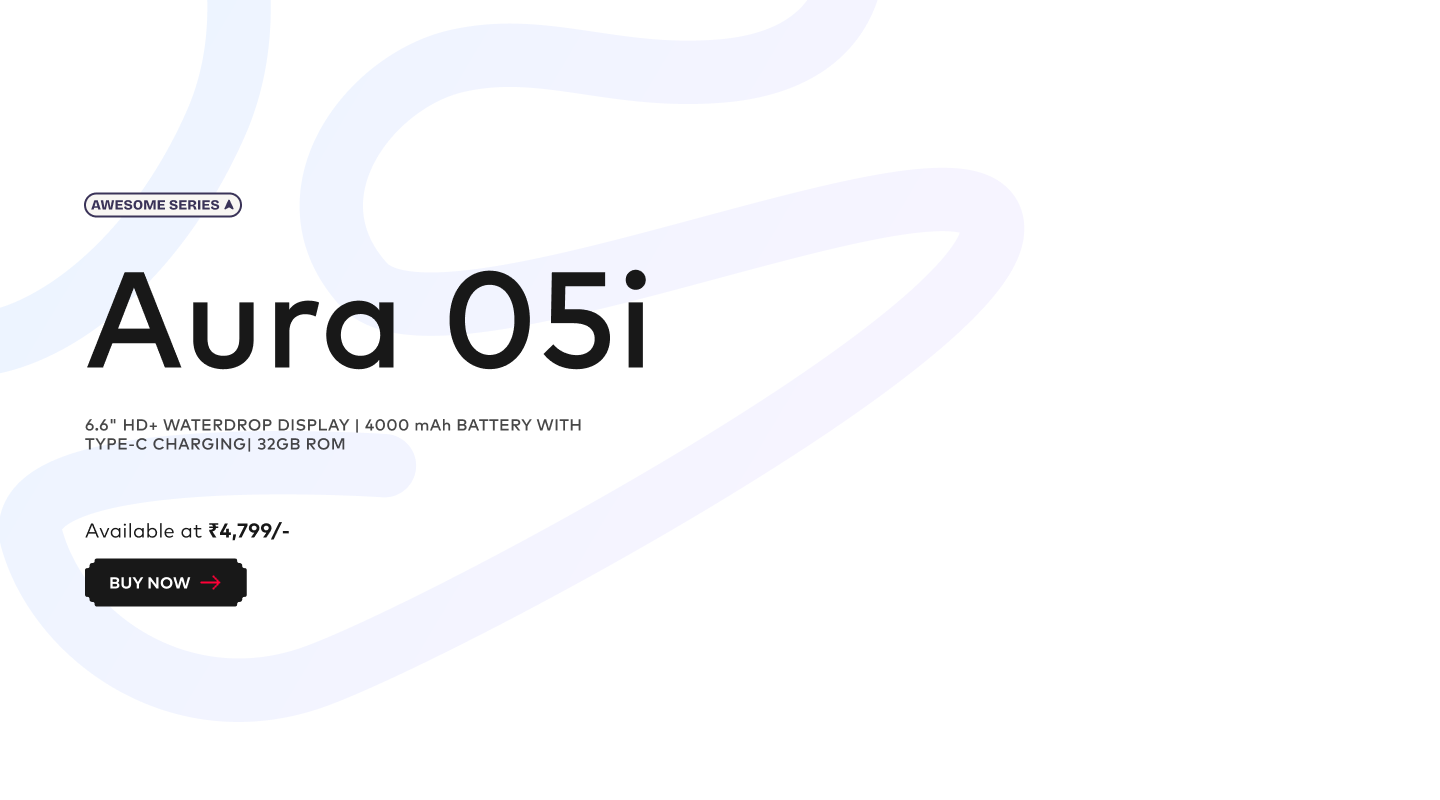 AWESOME SERIES
Aura 05i
6.6" HD+ WATERDROP DISPLAY | 4000 mAh BATTERY WITH
TYPE-C CHARGING| 32GB ROM
Available at ₹4,799/-
BUY NOW →